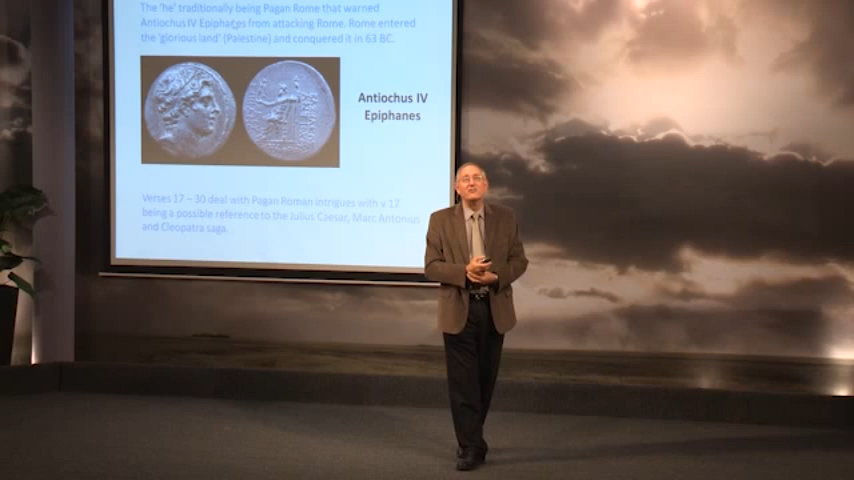 The 'he' traditionally being Pagan Rome that warned
Antiochus IV Epiphanes from attacking Rome. Rome entered
the 'glorious land' (Palestine) and conquered it in 63 BC.
Antiochus IV
Epiphanes
Verses 17 – 30 deal with Pagan Roman intrigues with v 17
being a possible reference to the Julius Caesar, Marc Antonius
and Cleopatra saga.